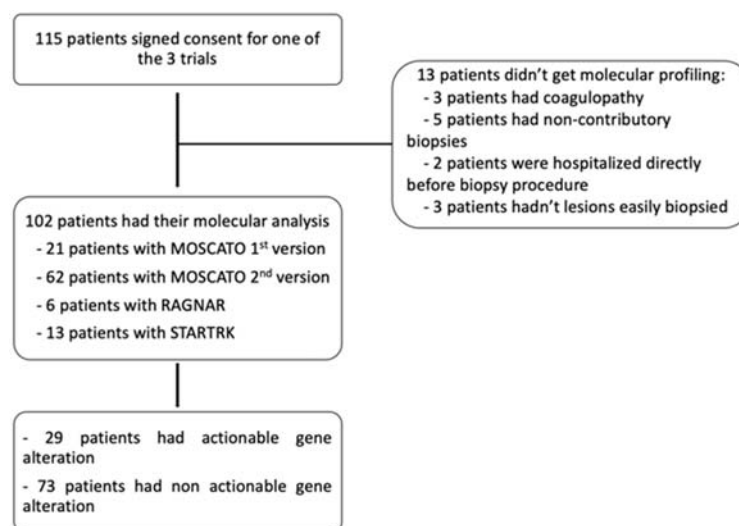 115 patients signed consent for one of
the 3 trials
13 patients didn't get molecular profiling:
- 3 patients had coagulopathy
- 5 patients had non-contributory
biopsies
- 2 patients were hospitalized directly
before biopsy procedure
- 3 patients hadn't lesions easily biopsied
102 patients had their molecular analysis
- 21 patients with MOSCATO 1st version
- 62 patients with MOSCATO 2nd version
- 6 patients with RAGNAR
- 13 patients with STARTRK
- 29 patients had actionable gene
alteration
- 73 patients had non actionable gene
alteration